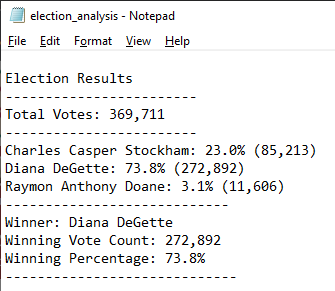 election_analysis - Notepad
File Edit Format View Help
Election Results
-------------------------
Total Votes: 369,711
-------------------------
Charles Casper Stockham: 23.0% (85,213)
Diana DeGette: 73.8% (272,892)
Raymon Anthony Doane: 3.1% (11,606)
-----------------------------
Winner: Diana DeGette
Winning Vote Count: 272,892
Winning Percentage: 73.8%
------------------------------